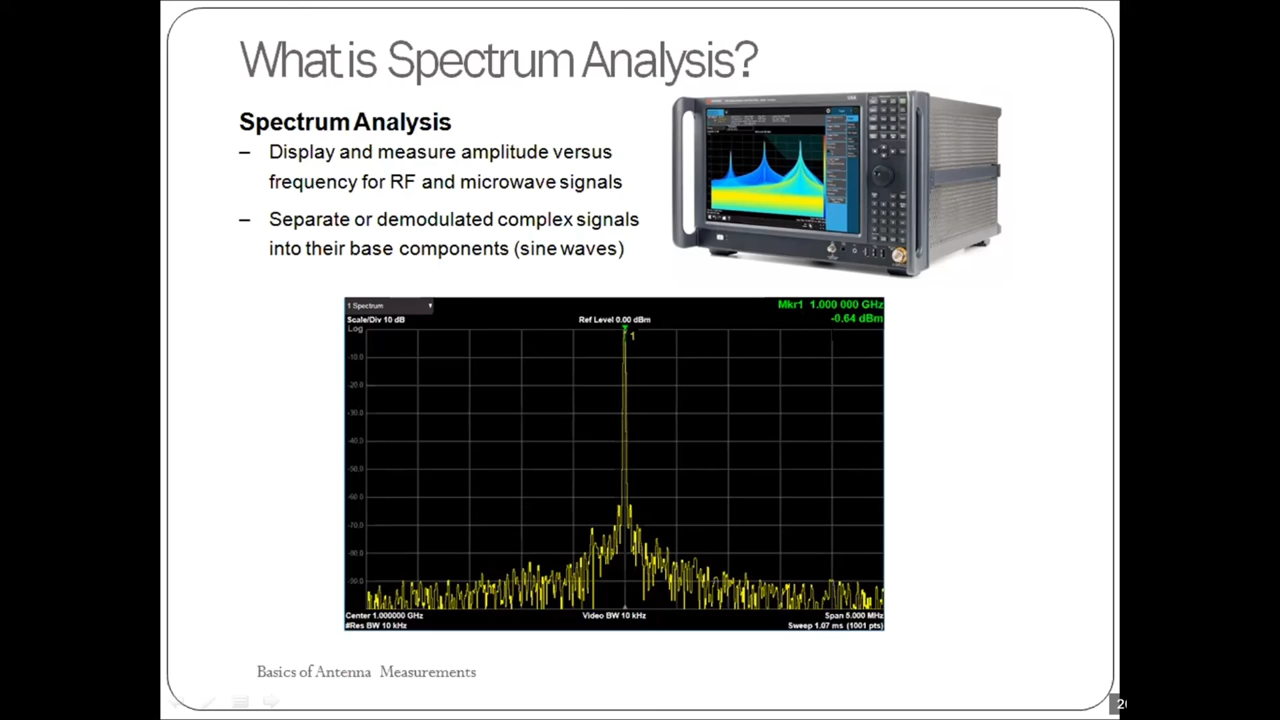 What is Spectrum Analysis?
Spectrum Analysis
– Display and measure amplitude versus
frequency for RF and microwave signals
– Separate or demodulated complex signals
into their base components (sine waves)
1 Spectrum
Scale/Div 10 dB
Ref Level 0.00 dBm
Mkr1 1.000 000 GHz
-0.64 dBm
Log
1
-10.0
-20.0
-30.0
-40.0
-50.0
-60.0
-70.0
-80.0
-90.0
Center 1.000000 GHz
Video BW 10 kHz
Span 5.000 MHz
#Res BW 10 kHz
Sweep 1.07 ms (1001 pts)
Basics of Antenna Measurements